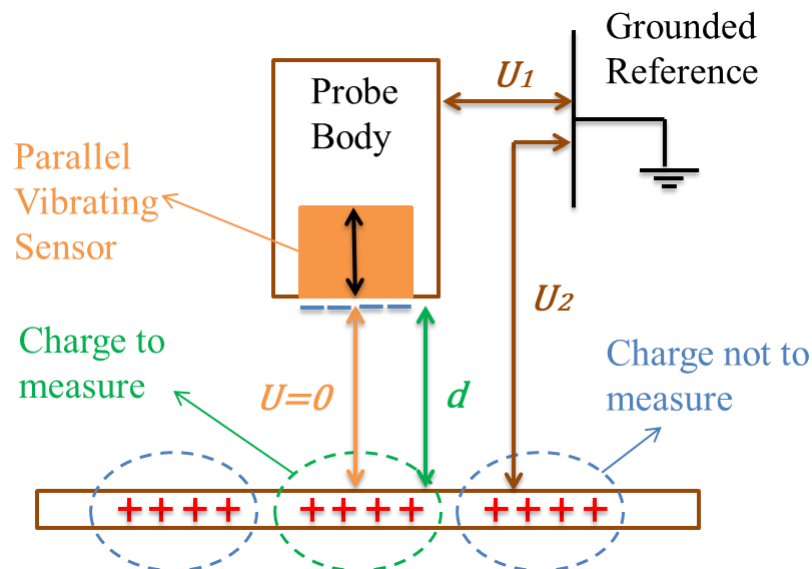 Grounded
Reference
U1
Probe
Body
Parallel
Vibrating
Sensor
U2
Charge to
measure
U=0
d
Charge not to
measure
++++
++++
++++